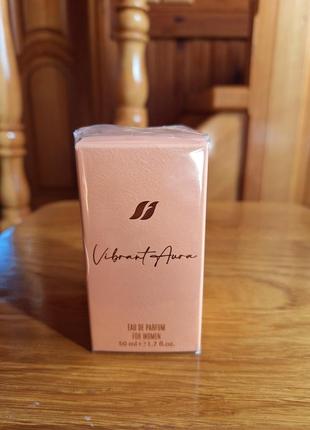 Vibrant Aura
EAU DE PARFUM
FOR WOMEN
50 ml e 1.7 fl.oz.